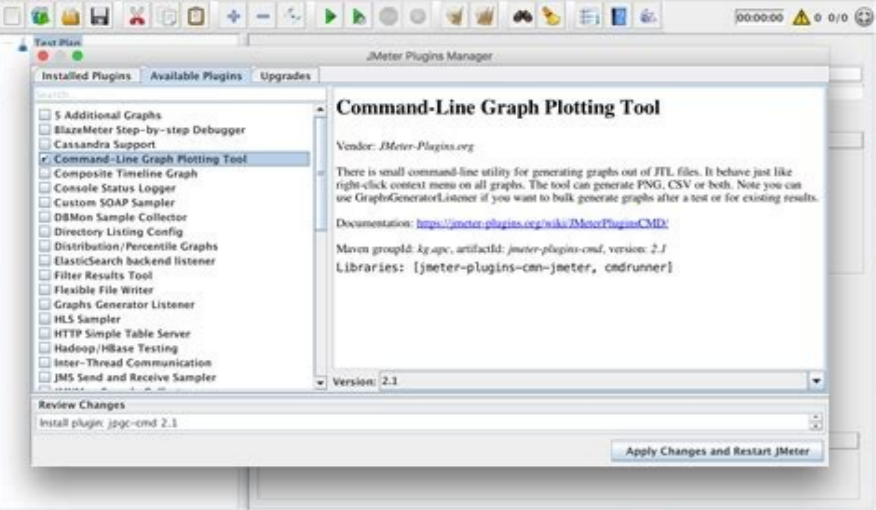 00:00:00 0 0/0
Test Plan
JMeter Plugins Manager
Installed Plugins Available Plugins Upgrades
Search...
5 Additional Graphs
BlazeMeter Step-by-step Debugger
Cassandra Support
Command-Line Graph Plotting Tool
Composite Timeline Graph
Console Status Logger
Custom SOAP Sampler
DBMon Sample Collector
Directory Listing Config
Distribution/Percentile Graphs
ElasticSearch backend listener
Filter Results Tool
Flexible File Writer
Graphs Generator Listener
HLS Sampler
HTTP Simple Table Server
Hadoop/HBase Testing
Inter-Thread Communication
JMS Send and Receive Sampler
Command-Line Graph Plotting Tool
Vendor: JMeter-Plugins.org
There is small command-line utility for generating graphs out of JTL files. It behave just like
right-click context menu on all graphs. The tool can generate PNG, CSV or both. Note you can
use GraphsGeneratorListener if you want to bulk generate graphs after a test or for existing results.
Documentation: https://jmeter-plugins.org/wiki/JMeterPluginsCMD/
Maven groupId: kg.apc, artifactId: jmeter-plugins-cmd, version: 2.1
Libraries: [jmeter-plugins-cmn-jmeter, cmdrunner]
Version: 2.1
Review Changes
Install plugin: jpgc-cmd 2.1
Apply Changes and Restart JMeter